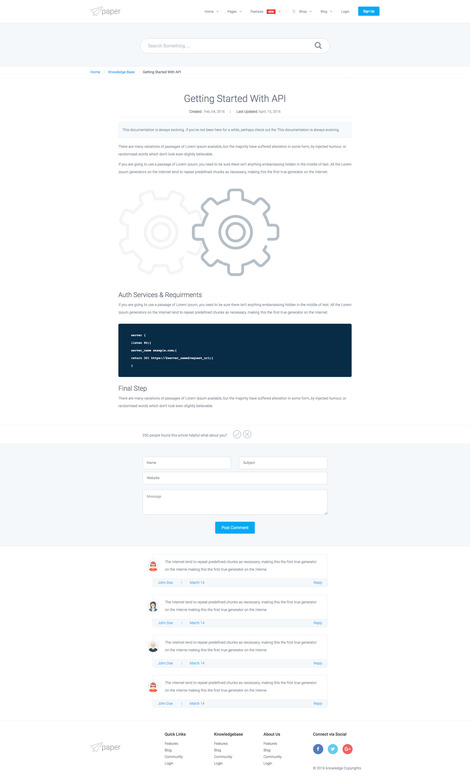 paper
Home Pages Features NEW Shop Blog Login Sign Up
Search Something....
Home Knowledge Base Getting Started With API
Getting Started With API
Created: Feb 04, 2016 | Last Updated: April 15, 2016
This documentation is always evolving. If you've not been here for a while, perhaps check out the This documentation is always evolving.
There are many variations of passages of Lorem Ipsum available, but the majority have suffered alteration in some form, by injected humour, or
randomised words which don't look even slightly believable.
If you are going to use a passage of Lorem Ipsum, you need to be sure there isn't anything embarrassing hidden in the middle of text. All the Lorem
Ipsum generators on the Internet tend to repeat predefined chunks as necessary, making this the first true generator on the Internet.
Auth Services & Requirments
If you are going to use a passage of Lorem Ipsum, you need to be sure there isn't anything embarrassing hidden in the middle of text. All the Lorem
Ipsum generators on the Internet tend to repeat predefined chunks as necessary, making this the first true generator on the Internet.
server {
listen 80;}
server_name example.com;{
return 301 https://$server_name$request_uri;{
}
Final Step
There are many variations of passages of Lorem Ipsum available, but the majority have suffered alteration in some form, by injected humour, or
randomised words which don't look even slightly believable.
350 people found this article helpful what about you?
Name Subject
Website
Message
Post Comment
The Internet tend to repeat predefined chunks as necessary, making this the first true generator
on the Interne making this the first true generator on the Interne
John Doe | March 14 Reply
The Internet tend to repeat predefined chunks as necessary, making this the first true generator
on the Interne making this the first true generator on the Interne
John Doe | March 14 Reply
The Internet tend to repeat predefined chunks as necessary, making this the first true generator
on the Interne making this the first true generator on the Interne
John Doe | March 14 Reply
The Internet tend to repeat predefined chunks as necessary, making this the first true generator
on the Interne making this the first true generator on the Interne
John Doe | March 14 Reply
paper
Quick Links
Features
Blog
Community
Login
Knowledgebase
Features
Blog
Community
Login
About Us
Features
Blog
Community
Login
Connect via Social
© 2016 Knowledge Copyrights